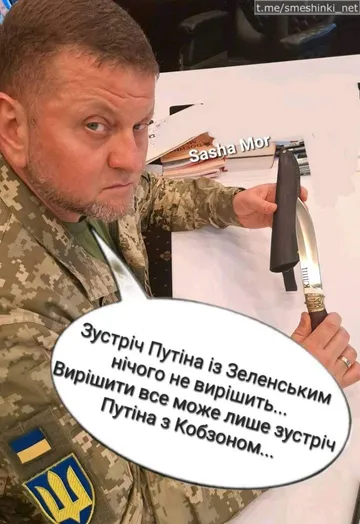 t.me/smeshinki_net
Sasha Mor
Зустріч Путіна із Зеленським
нічого не вирішить...
Вирішити все може лише зустріч
Путіна з Кобзоном...